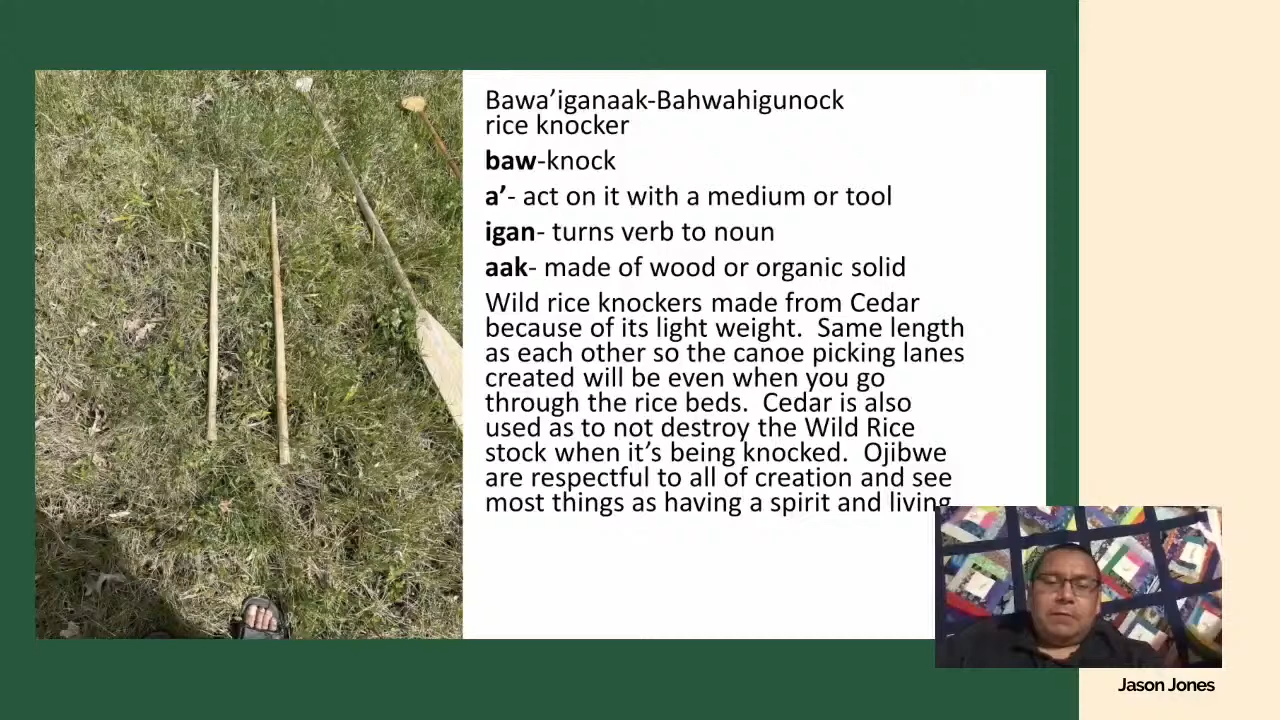 Bawa’iganaak-Bahwahigunock
rice knocker
baw-knock
a’- act on it with a medium or tool
igan- turns verb to noun
aak- made of wood or organic solid
Wild rice knockers made from Cedar
because of its light weight.  Same length
as each other so the canoe picking lanes
created will be even when you go
through the rice beds.  Cedar is also
used as to not destroy the Wild Rice
stock when it’s being knocked.  Ojibwe
are respectful to all of creation and see
most things as having a spirit and living
Jason Jones